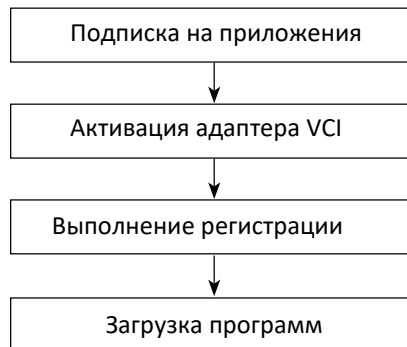 Подписка на приложения
Активация адаптера VCI
Выполнение регистрации
Загрузка программ